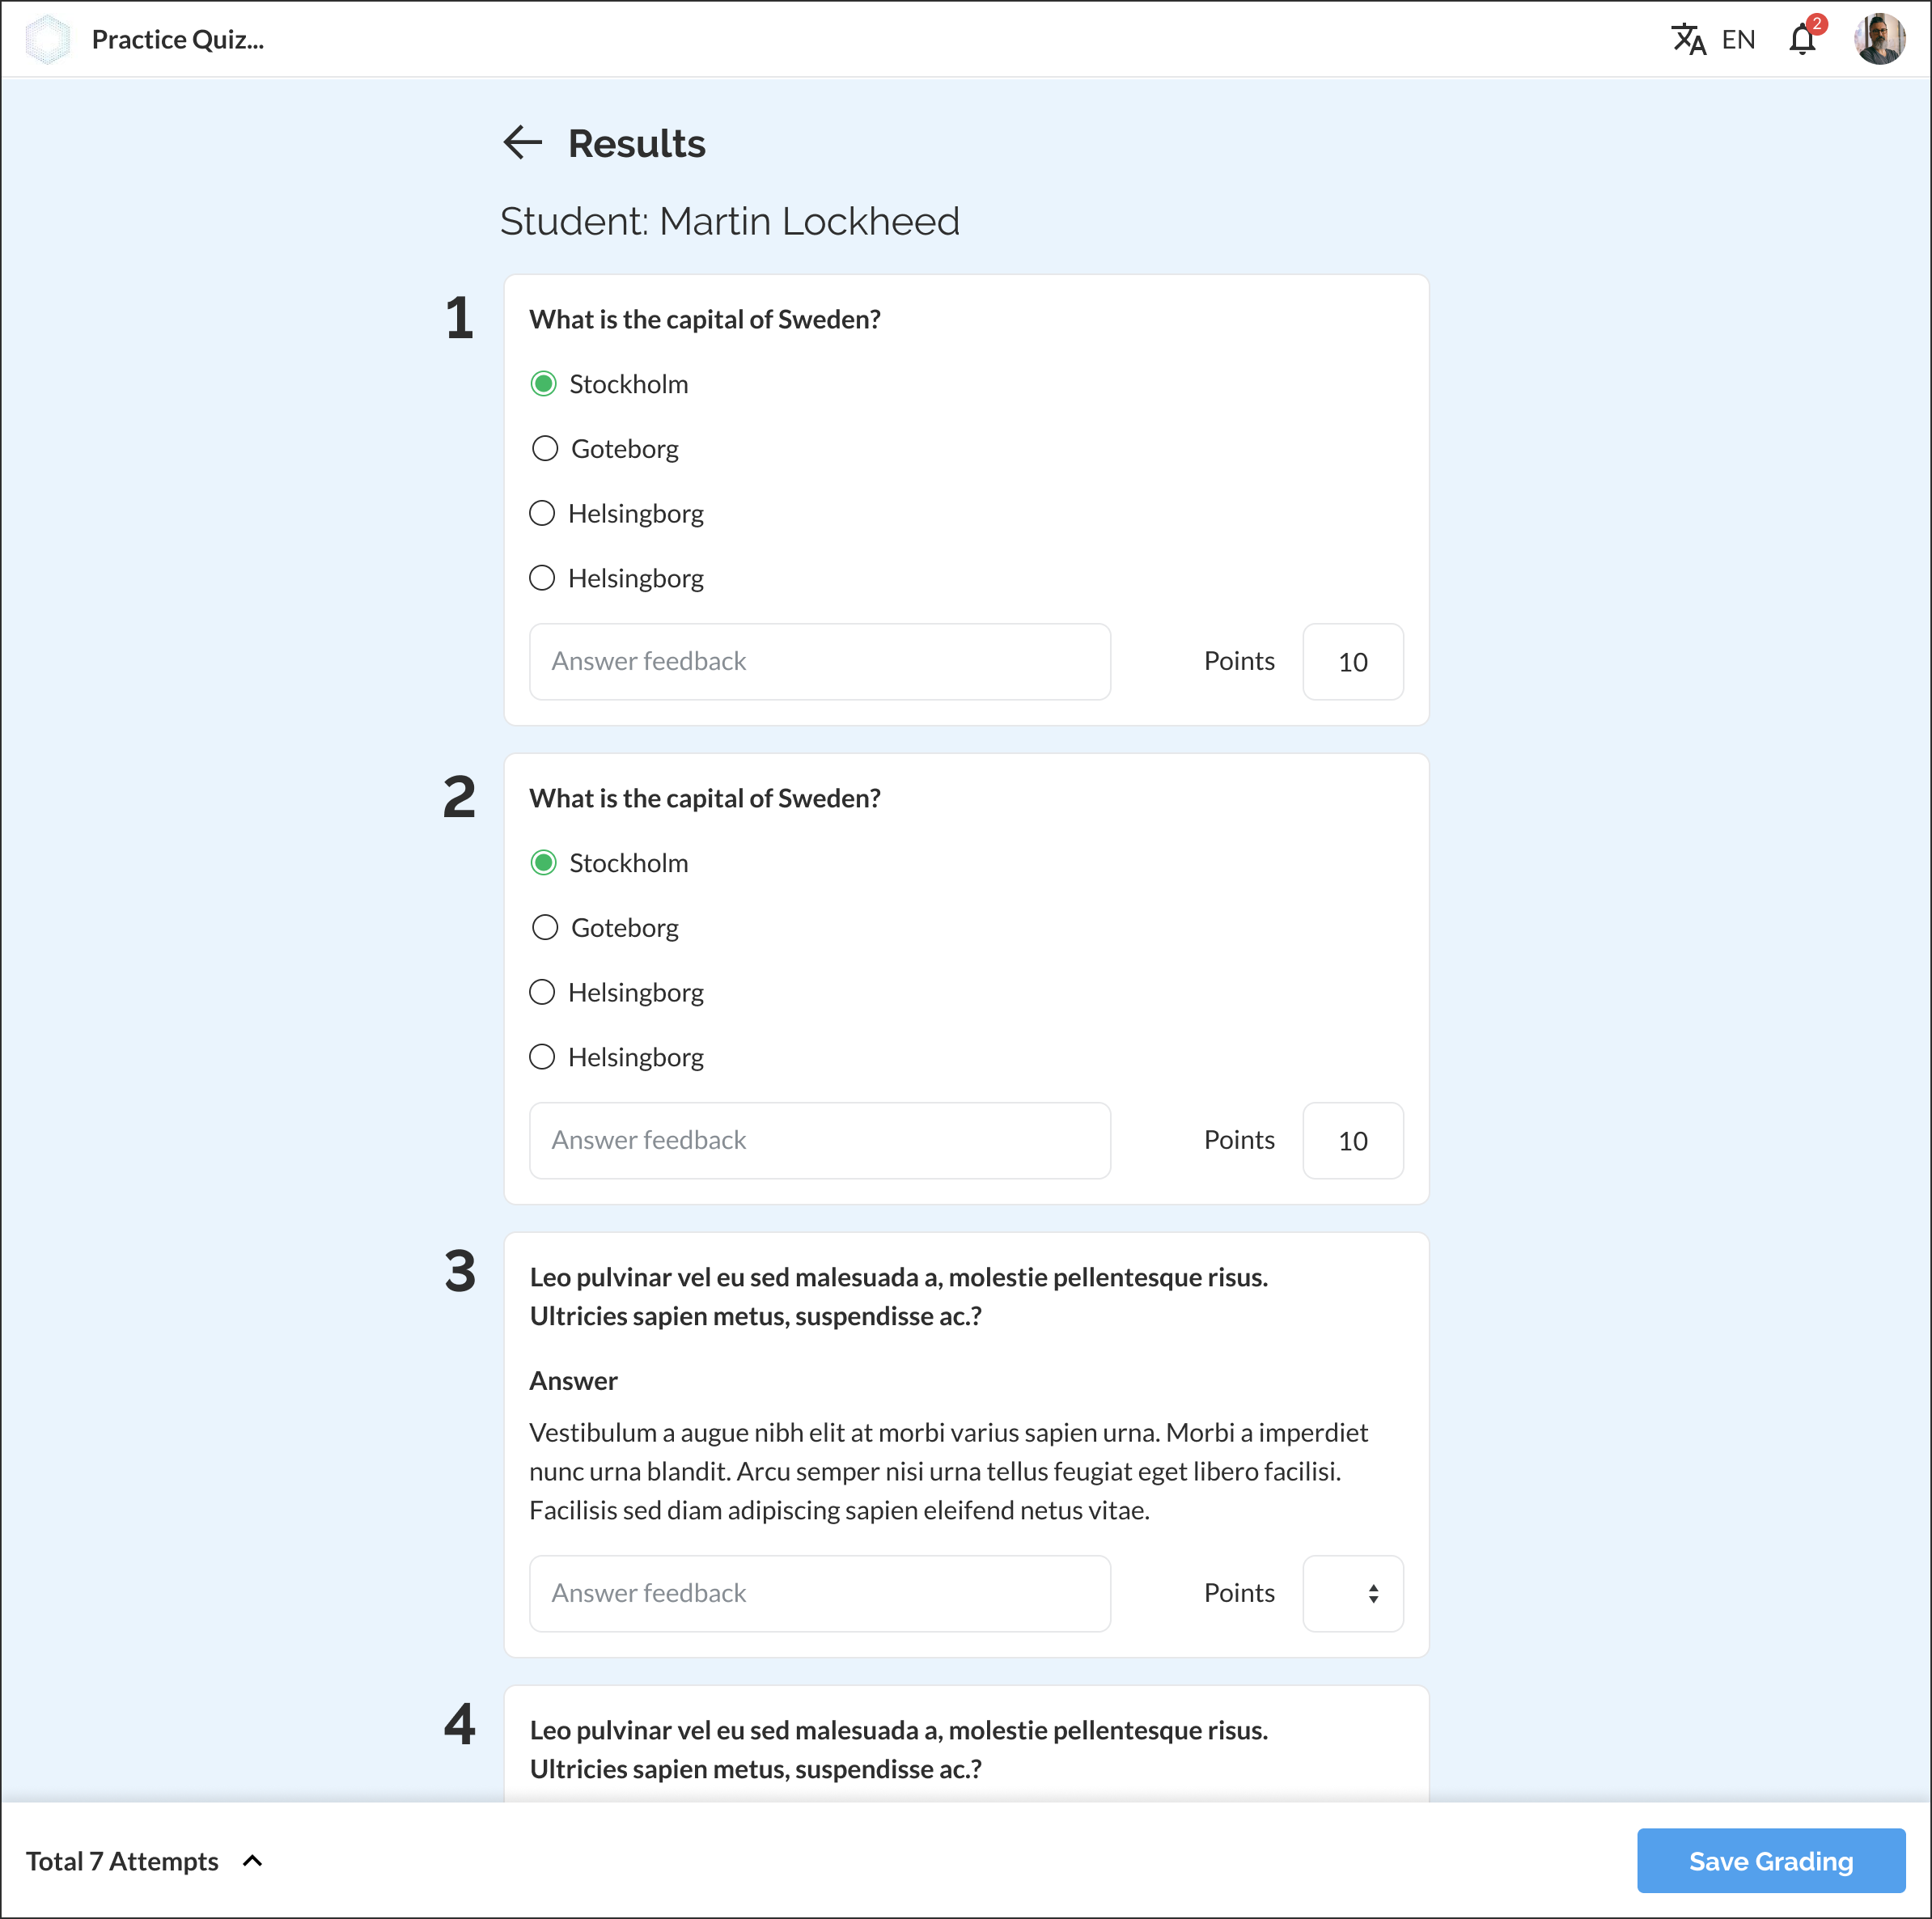 Practice Quiz...
EN
2
Results
Student: Martin Lockheed
1
What is the capital of Sweden?
Stockholm
Goteborg
Helsingborg
Helsingborg
Answer feedback
Points
10
2
What is the capital of Sweden?
Stockholm
Goteborg
Helsingborg
Helsingborg
Answer feedback
Points
10
3
Leo pulvinar vel eu sed malesuada a, molestie pellentesque risus.
Ultricies sapien metus, suspendisse ac.?
Answer
Vestibulum a augue nibh elit at morbi varius sapien urna. Morbi a imperdiet
nunc urna blandit. Arcu semper nisi urna tellus feugiat eget libero facilisi.
Facilisis sed diam adipiscing sapien eleifend netus vitae.
Answer feedback
Points
4
Leo pulvinar vel eu sed malesuada a, molestie pellentesque risus.
Ultricies sapien metus, suspendisse ac.?
Total 7 Attempts
Save Grading